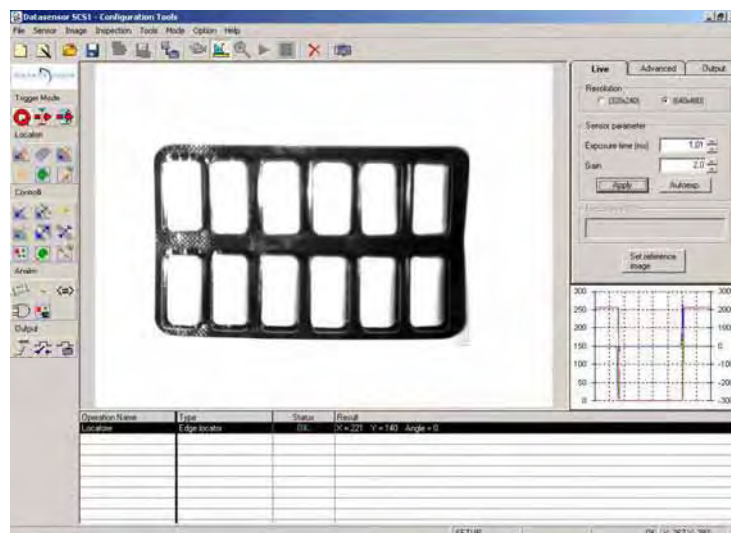 Datasensor SCS1 - Configuration Tools
File Sensor Image Inspection Tools Mode Option Help
Live Advanced Output
Resolution
(320x240) (640x480)
Sensor parameter
Exposure time (ms) 1.01
Gain 2.0
Apply Autoexp.
Set reference
image
Trigger Mode
Location
Controlli
Analisi
Output
300 300
250 200
200 100
150 0
100 -100
50 -200
0 -300
Operation Name Type Status Result
Locatore Edge locator OK X = 221 Y = 140 Angle = 0
SETUP